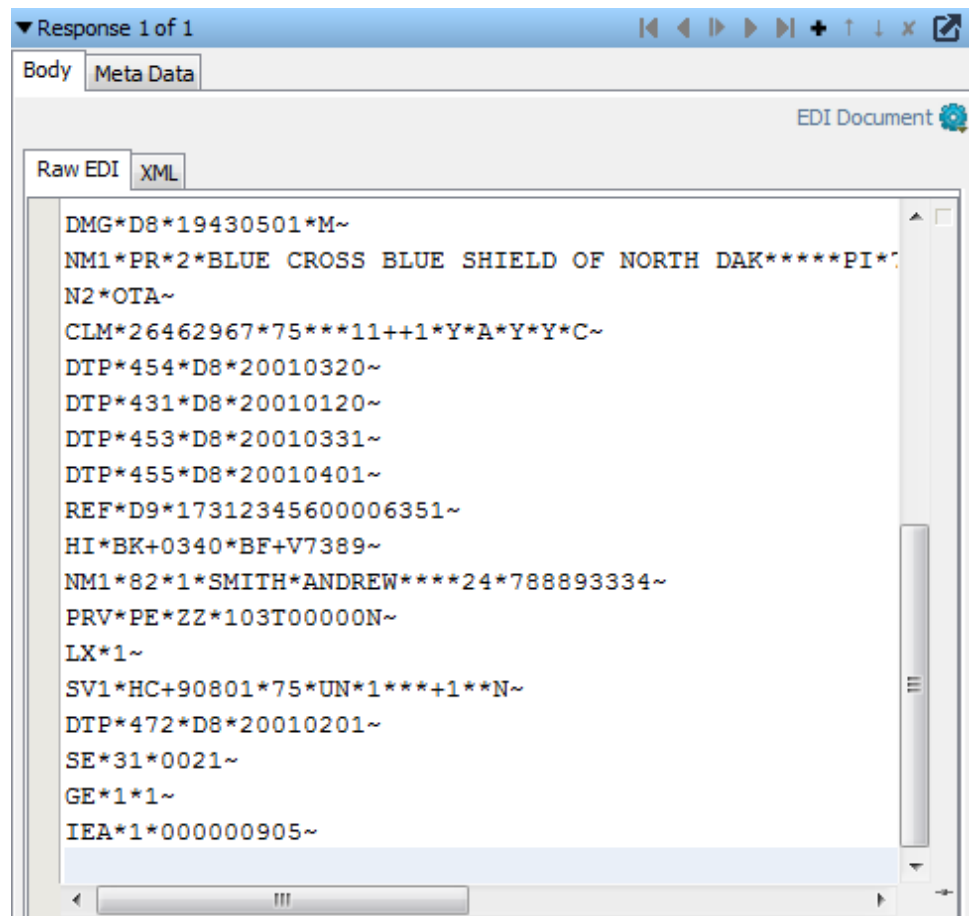 Response 1 of 1
Body Meta Data
EDI Document
Raw EDI XML
DMG*D8*19430501*M~
NM1*PR*2*BLUE CROSS BLUE SHIELD OF NORTH DAK*****PI*
N2*OTA~
CLM*26462967*75***11++1*Y*A*Y*Y*C~
DTP*454*D8*20010320~
DTP*431*D8*20010120~
DTP*453*D8*20010331~
DTP*455*D8*20010401~
REF*D9*17312345600006351~
HI*BK+0340*BF+V7389~
NM1*82*1*SMITH*ANDREW****24*788893334~
PRV*PE*ZZ*103T00000N~
LX*1~
SV1*HC+90801*75*UN*1***+1**N~
DTP*472*D8*20010201~
SE*31*0021~
GE*1*1~
IEA*1*000000905~